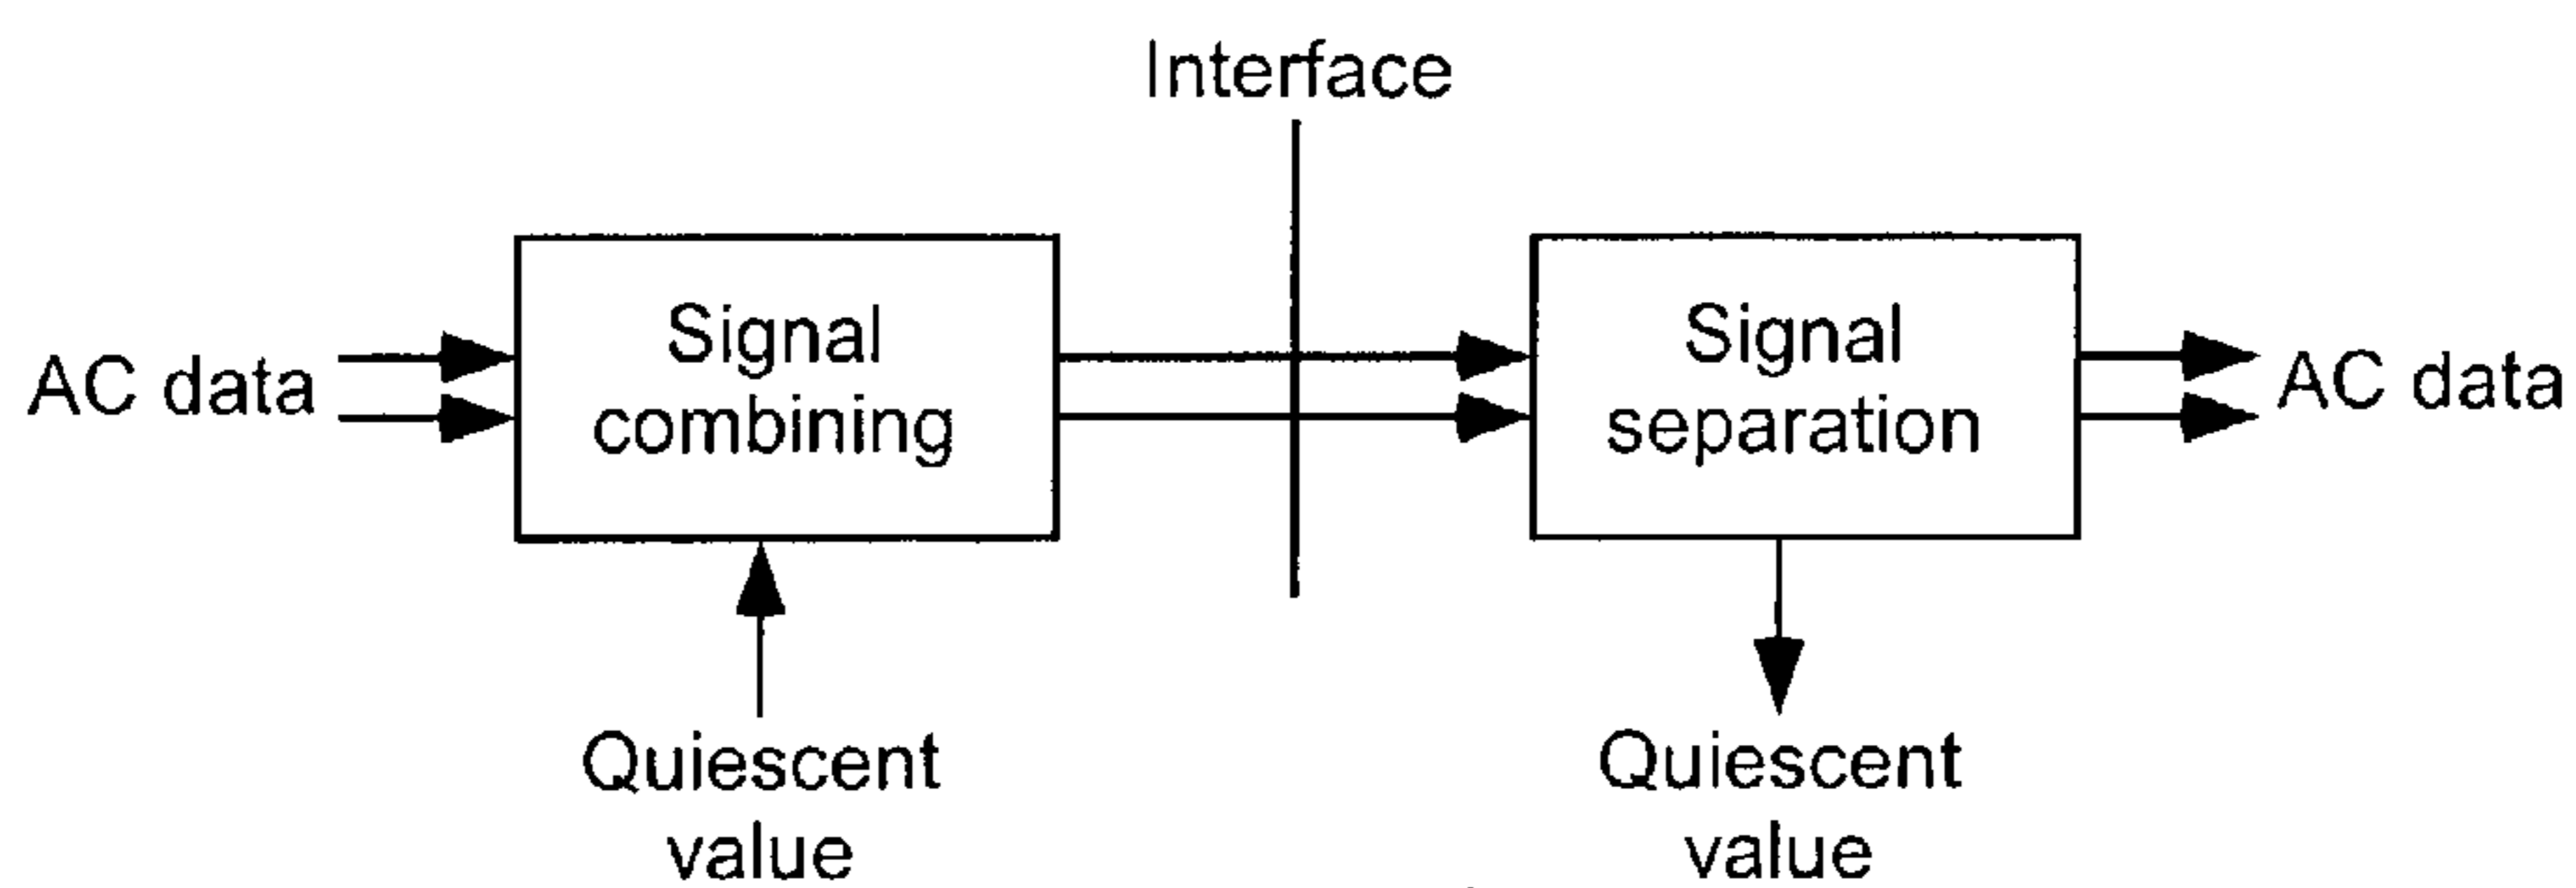 Interface
AC data
Signal
combining
Signal
separation
AC data
Quiescent
value
Quiescent
value